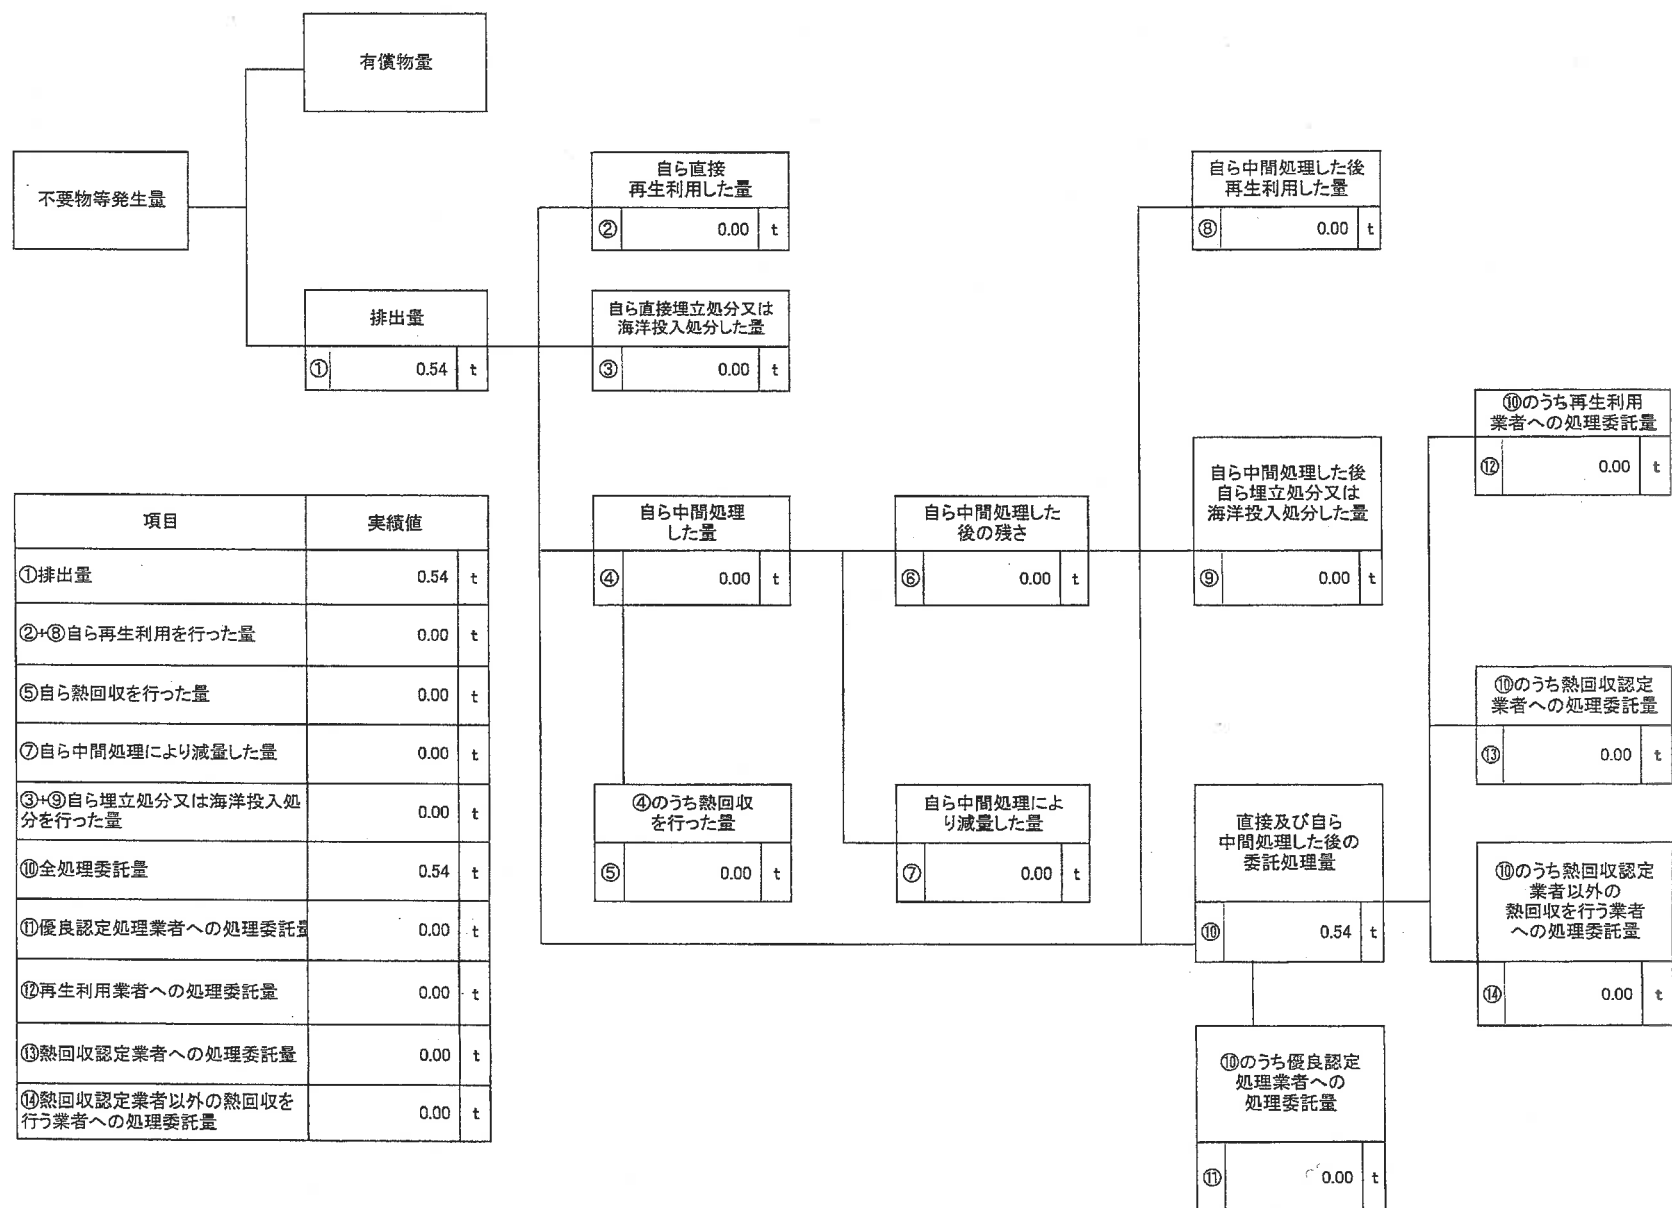 有償物量
不要物等発生量
自ら直接
再生利用した量
② 0.00 t
自ら中間処理した後
再生利用した量
⑧ 0.00 t
排出量
① 0.54 t
自ら直接埋立処分又は
海洋投入処分した量
③ 0.00 t
⑩のうち再生利用
業者への処理委託量
⑫ 0.00 t
自ら中間処理
した量
④ 0.00 t
自ら中間処理した
後の残さ
⑥ 0.00 t
自ら中間処理した後
自ら埋立処分又は
海洋投入処分した量
⑨ 0.00 t
⑩のうち熱回収認定
業者への処理委託量
⑬ 0.00 t
④のうち熱回収
を行った量
⑤ 0.00 t
自ら中間処理によ
り減量した量
⑦ 0.00 t
直接及び自ら
中間処理した後の
委託処理量
⑩ 0.54 t
⑩のうち熱回収認定
業者以外の
熱回収を行う業者
への処理委託量
⑭ 0.00 t
⑩のうち優良認定
処理業者への
処理委託量
⑪ 0.00 t
項目 実績値
①排出量 0.54 t
②+⑧自ら再生利用を行った量 0.00 t
⑤自ら熱回収を行った量 0.00 t
⑦自ら中間処理により減量した量 0.00 t
③+⑨自ら埋立処分又は海洋投入処
分を行った量 0.00 t
⑩全処理委託量 0.54 t
⑪優良認定処理業者への処理委託量 0.00 t
⑫再生利用業者への処理委託量 0.00 t
⑬熱回収認定業者への処理委託量 0.00 t
⑭熱回収認定業者以外の熱回収を
行う業者への処理委託量 0.00 t